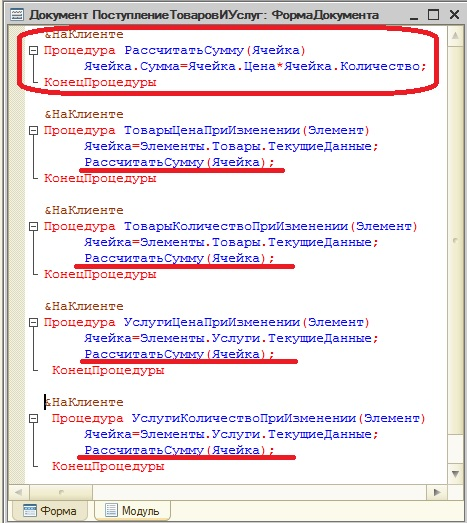 Документ ПоступлениеТоваровИУслуг: ФормаДокумента
&НаКлиенте
Процедура РассчитатьСумму(Ячейка)
Ячейка.Сумма=Ячейка.Цена*Ячейка.Количество;
КонецПроцедуры
&НаКлиенте
Процедура ТоварыЦенаПриИзменении(Элемент)
Ячейка=Элементы.Товары.ТекущиеДанные;
РассчитатьСумму(Ячейка);
КонецПроцедуры
&НаКлиенте
Процедура ТоварыКоличествоПриИзменении(Элемент)
Ячейка=Элементы.Товары.ТекущиеДанные;
РассчитатьСумму(Ячейка);
КонецПроцедуры
&НаКлиенте
Процедура УслугиЦенаПриИзменении(Элемент)
Ячейка=Элементы.Услуги.ТекущиеДанные;
РассчитатьСумму(Ячейка);
КонецПроцедуры
&НаКлиенте
Процедура УслугиКоличествоПриИзменении(Элемент)
Ячейка=Элементы.Услуги.ТекущиеДанные;
РассчитатьСумму(Ячейка);
КонецПроцедуры
Форма Модуль